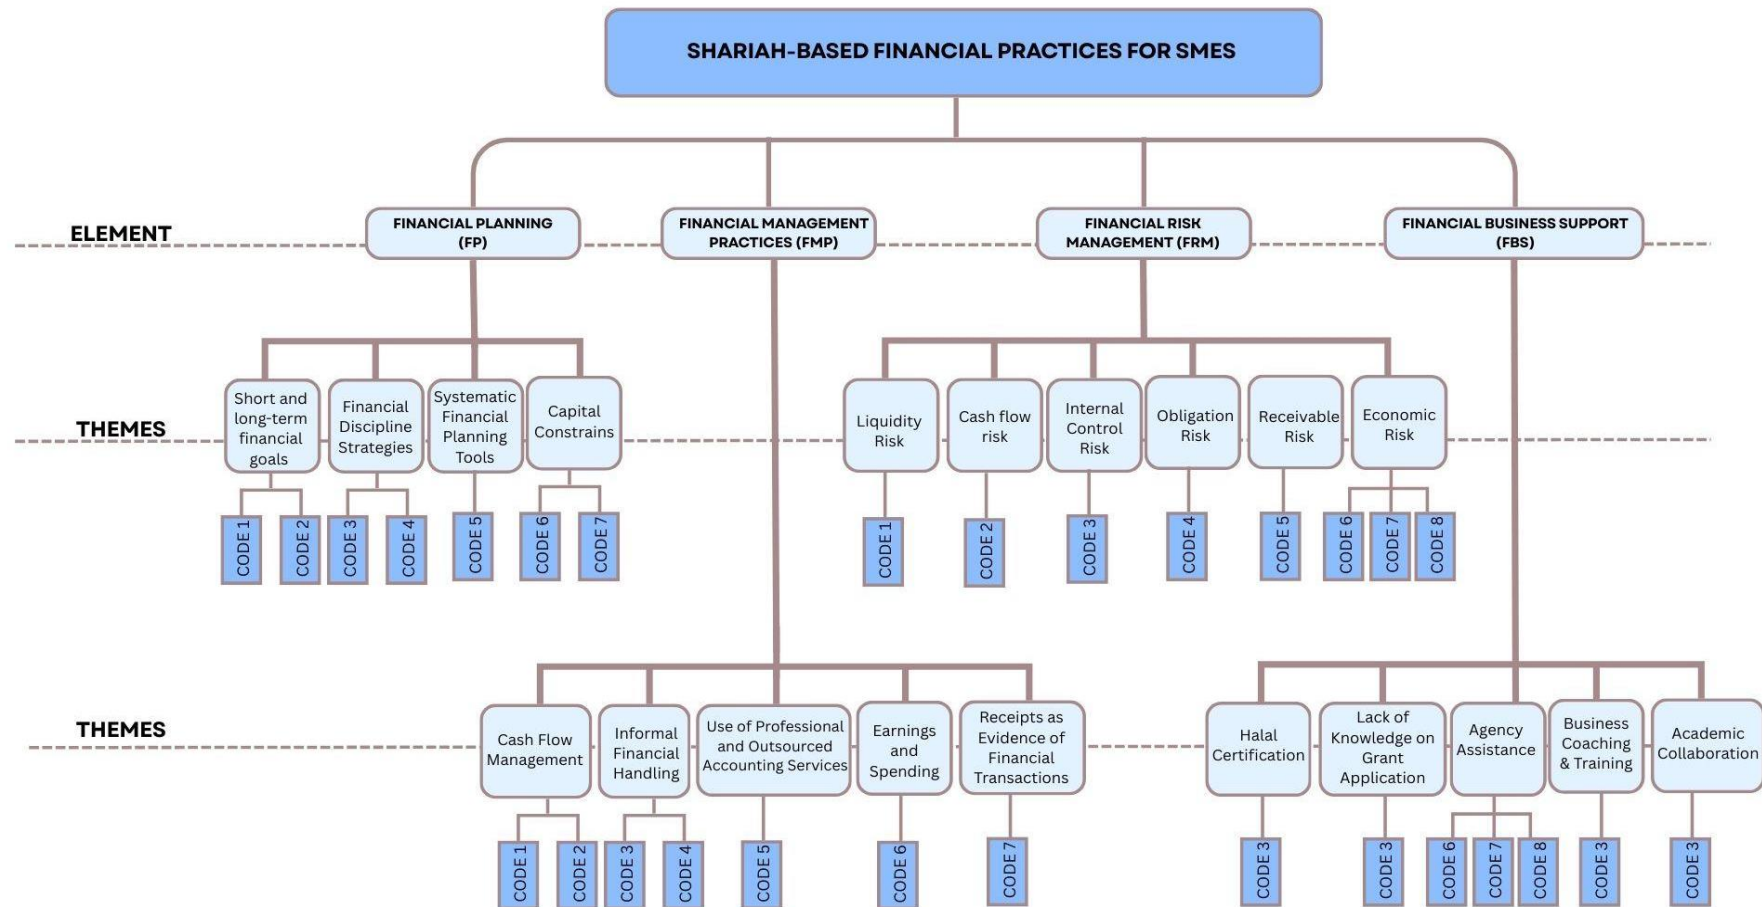 SHARIAH-BASED FINANCIAL PRACTICES FOR SMES
ELEMENT
FINANCIAL PLANNING
(FP)
FINANCIAL MANAGEMENT
PRACTICES (FMP)
FINANCIAL RISK
MANAGEMENT (FRM)
FINANCIAL BUSINESS SUPPORT
(FBS)
THEMES
Short and
long-term
financial
goals
Financial
Discipline
Strategies
Systematic
Financial
Planning
Tools
Capital
Constrains
Liquidity
Risk
Cash flow
risk
Internal
Control
Risk
Obligation
Risk
Receivable
Risk
Economic
Risk
CODE 1
CODE 2
CODE 3
CODE 4
CODE 5
CODE 6
CODE 7
CODE 1
CODE 2
CODE 3
CODE 4
CODE 5
CODE 6
CODE 7
CODE 8
THEMES
Cash Flow
Management
Informal
Financial
Handling
Use of Professional
and Outsourced
Accounting Services
Earnings
and
Spending
Receipts as
Evidence of
Financial
Transactions
Halal
Certification
Lack of
Knowledge on
Grant
Application
Agency
Assistance
Business
Coaching
& Training
Academic
Collaboration
CODE 1
CODE 2
CODE 3
CODE 4
CODE 5
CODE 6
CODE 7
CODE 3
CODE 3
CODE 6
CODE 7
CODE 8
CODE 3
CODE 3